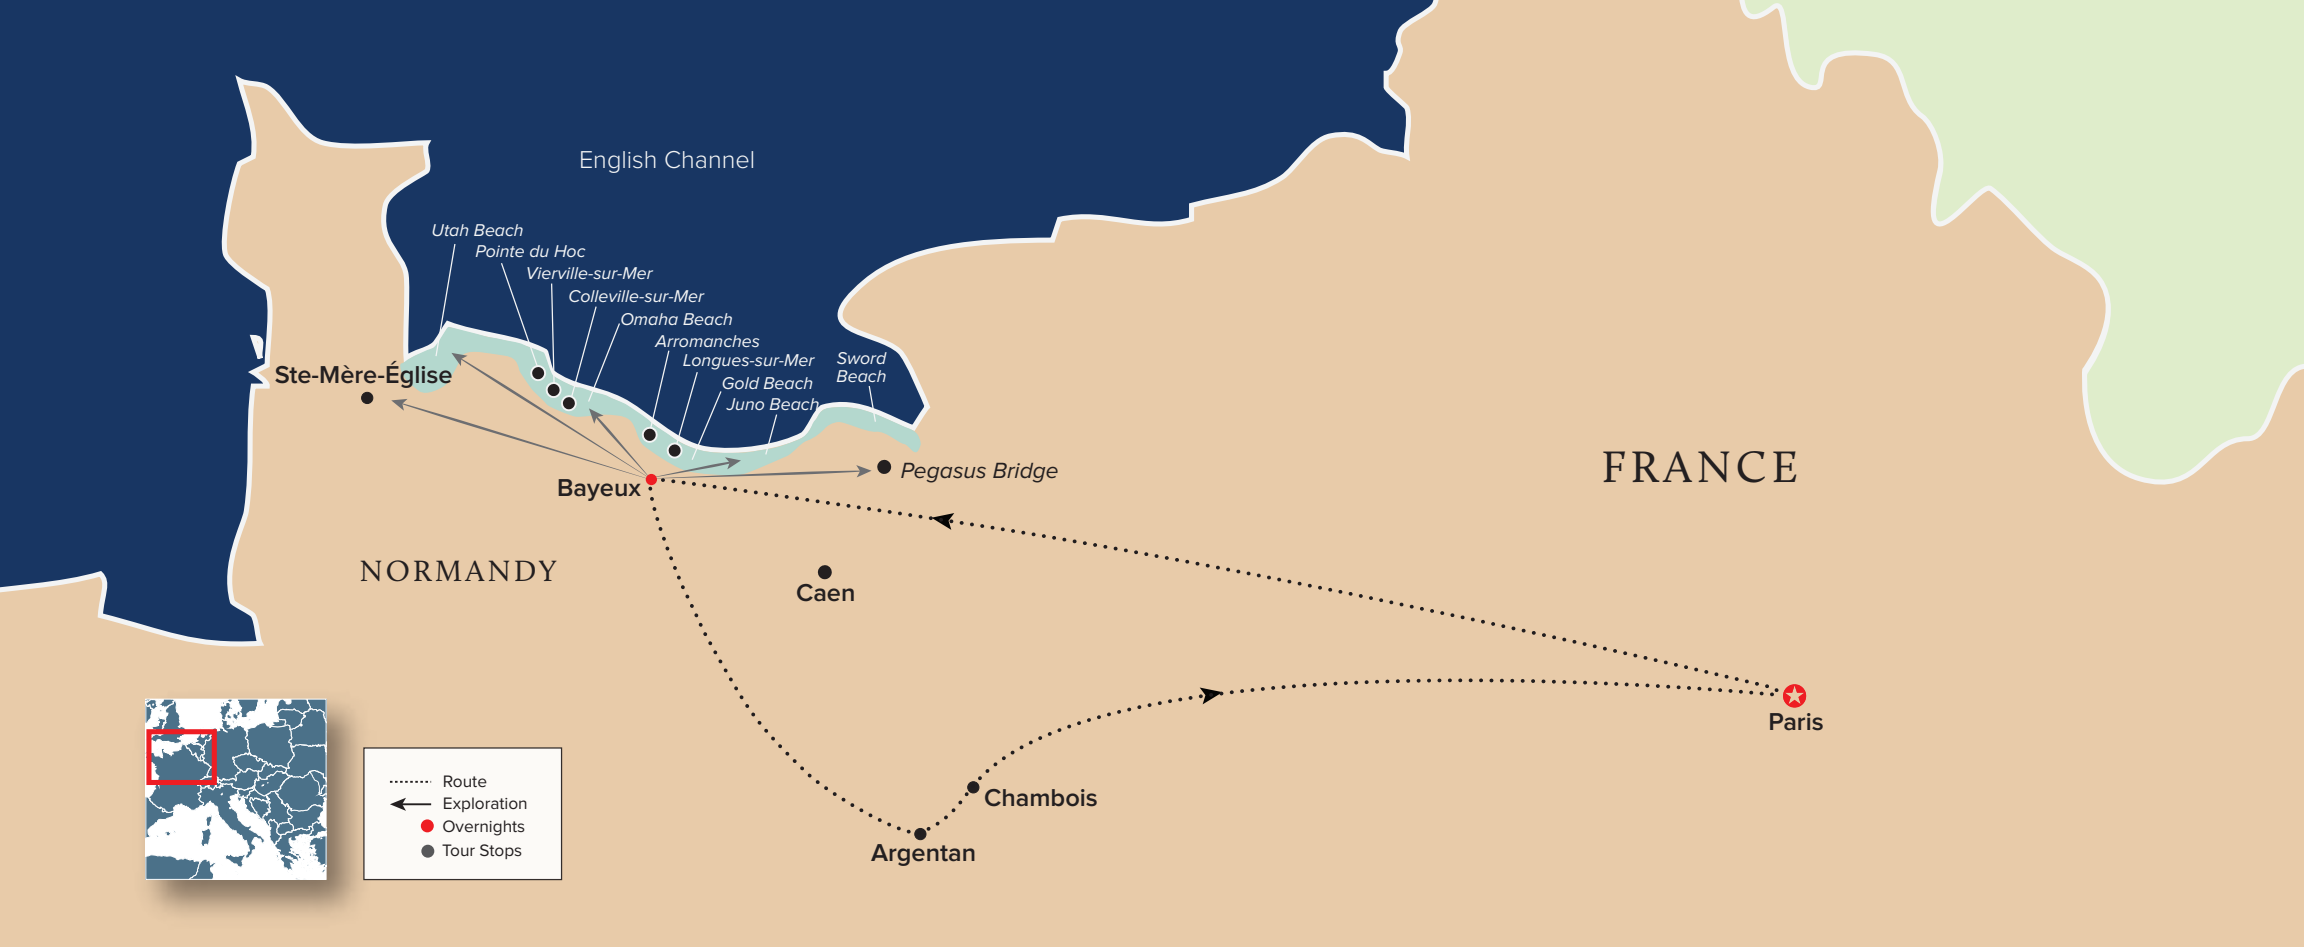 English Channel
Utah Beach
Pointe du Hoc
Vierville-sur-Mer
Colleville-sur-Mer
Omaha Beach
Arromanches
Longues-sur-Mer
Gold Beach
Juno Beach
Sword
Beach
Ste-Mère-Église
Bayeux
Pegasus Bridge
FRANCE
NORMANDY
Caen
Paris
Chambois
Argentan
Route
Exploration
Overnights
Tour Stops